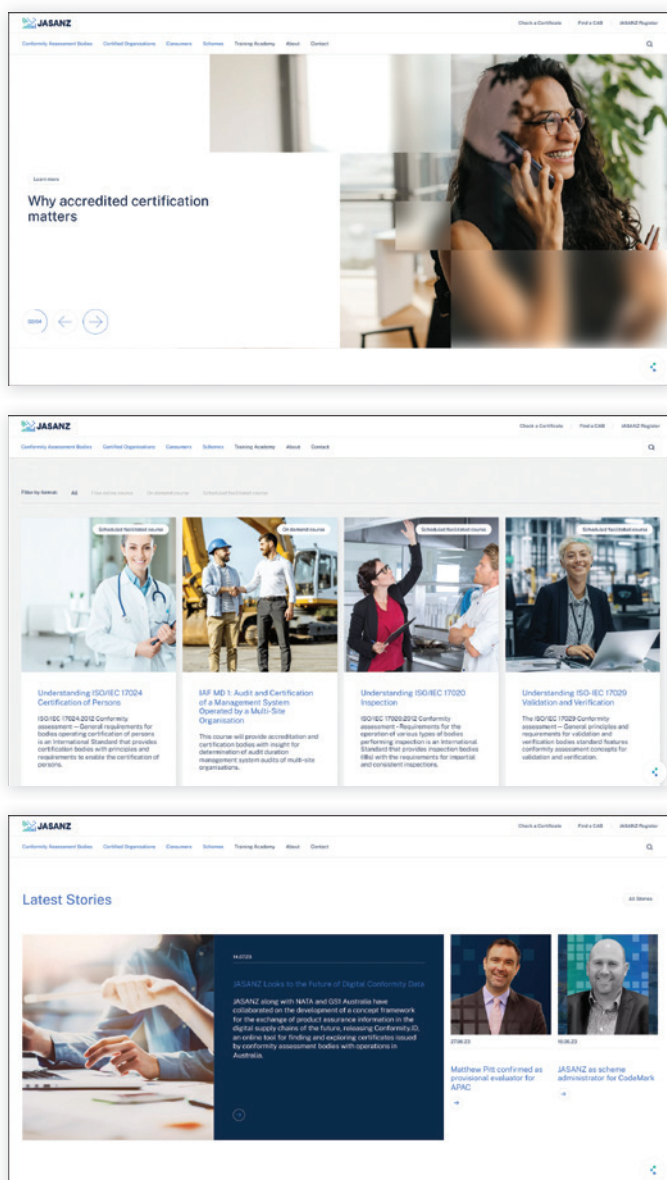 JASANZ
Check a Certificate Find a CAB JASANZ Register
Conformity Assessment Bodies Certified Organisations Consumers Schemes Training Academy About Contact
Learn more
Why accredited certification
matters
JASANZ
Check a Certificate Find a CAB JASANZ Register
Conformity Assessment Bodies Certified Organisations Consumers Schemes Training Academy About Contact
Filter by format: All Free online course On demand course Scheduled facilitated course
Scheduled facilitated course
On demand course
Scheduled facilitated course
Scheduled facilitated course
Understanding ISO/IEC 17024
Certification of Persons
ISO/IEC 17024:2012 Conformity
assessment — General requirements for
bodies operating certification of persons
is an International Standard that provides
certification bodies with principles and
requirements to enable the certification of
persons.
IAF MD 1: Audit and Certification
of a Management System
Operated by a Multi-Site
Organisation
This course will provide accreditation and
certification bodies with insight for
determination of audit duration
management system audits of multi-site
organisations.
Understanding ISO/IEC 17020
Inspection
ISO/IEC 17020:2012 Conformity
assessment – Requirements for the
operation of various types of bodies
performing inspection is an International
Standard that provides inspection bodies
(IBs) with the requirements for impartial
and consistent inspections.
Understanding ISO-IEC 17029
Validation and Verification
The ISO/IEC 17029 Conformity
assessment – General principles and
requirements for validation and
verification bodies standard features
conformity assessment concepts for
validation and verification.
JASANZ
Check a Certificate Find a CAB JASANZ Register
Conformity Assessment Bodies Certified Organisations Consumers Schemes Training Academy About Contact
Latest Stories
All Stories
14.07.23
JASANZ Looks to the Future of Digital Conformity Data
JASANZ along with NATA and GS1 Australia have
collaborated on the development of a concept framework
for the exchange of product assurance information in the
digital supply chains of the future, releasing Conformity.ID,
an online tool for finding and exploring certificates issued
by conformity assessment bodies with operations in
Australia.
27.06.23
Matthew Pitt confirmed as
provisional evaluator for
APAC
JASANZ as scheme
administrator for CodeMark